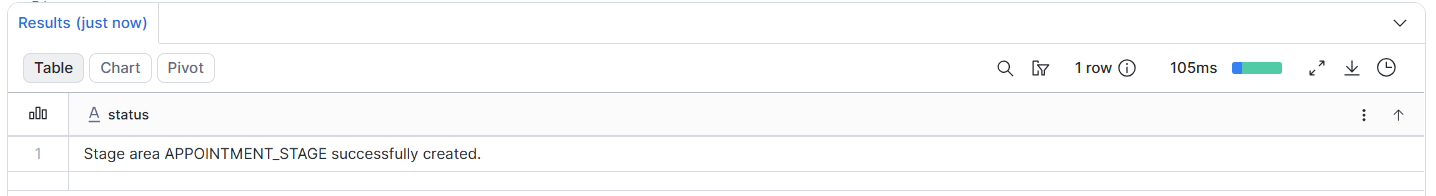 Results (just now)
Table Chart Pivot 1 row 105ms
A status
1 Stage area APPOINTMENT_STAGE successfully created.